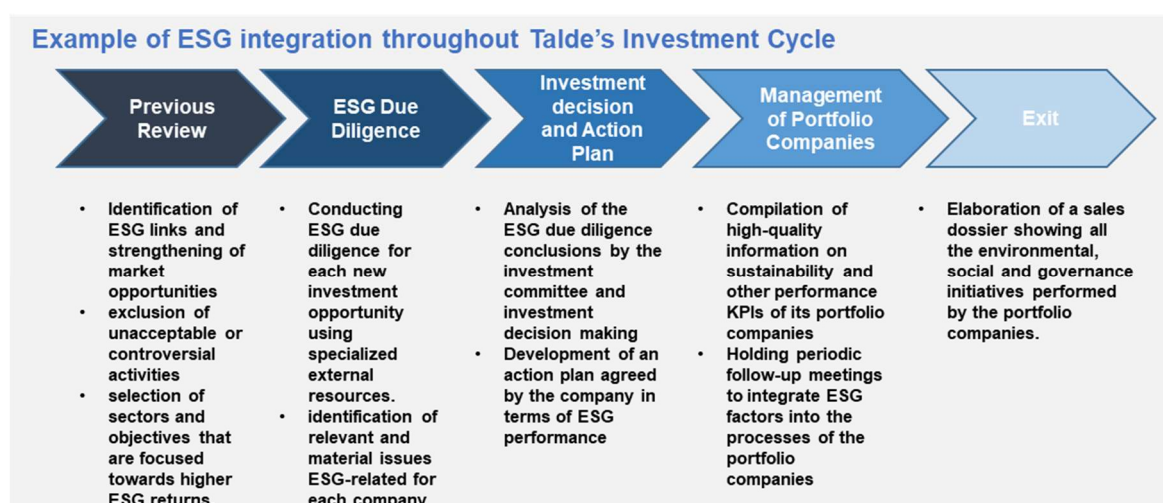 Example of ESG integration throughout Talde's Investment Cycle
Previous
Review
ESG Due
Diligence
Investment
decision
and Action
Plan
Management
of Portfolio
Companies
Exit
• Identification of
ESG links and
strengthening of
market
opportunities
• exclusion of
unacceptable or
controversial
activities
• selection of
sectors and
objectives that
are focused
towards higher
ESG returns
• Conducting
ESG due
diligence for
each new
investment
opportunity
using
specialized
external
resources.
• identification of
relevant and
material issues
ESG-related for
each company
• Analysis of the
ESG due diligence
conclusions by the
investment
committee and
investment
decision making
• Development of an
action plan agreed
by the company in
terms of ESG
performance
• Compilation of
high-quality
information on
sustainability and
other performance
KPIs of its portfolio
companies
• Holding periodic
follow-up meetings
to integrate ESG
factors into the
processes of the
portfolio
companies
• Elaboration of a sales
dossier showing all
the environmental,
social and governance
initiatives performed
by the portfolio
companies.